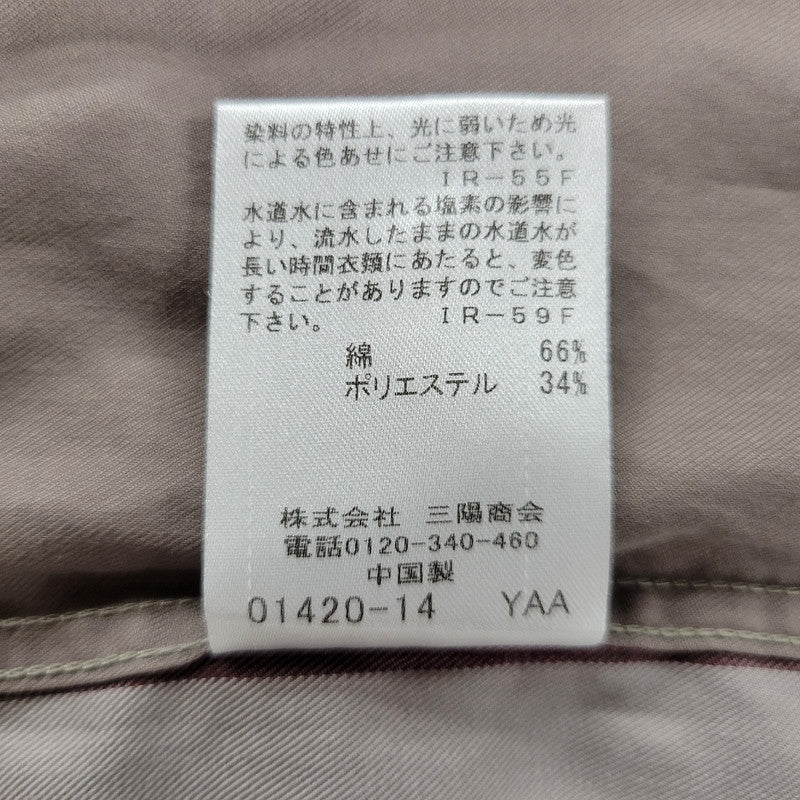 染料の特性上、光に弱いため光
による色あせにご注意下さい。
ＩＲ－５５Ｆ
水道水に含まれる塩素の影響に
より、流水したままの水道水が
長い時間衣類にあたると、変色
することがありますのでご注意
下さい。　ＩＲ－５９Ｆ
綿 66%
ポリエステル 34%
株式会社 三陽商会
電話0120-340-460
中国製
01420-14 YAA